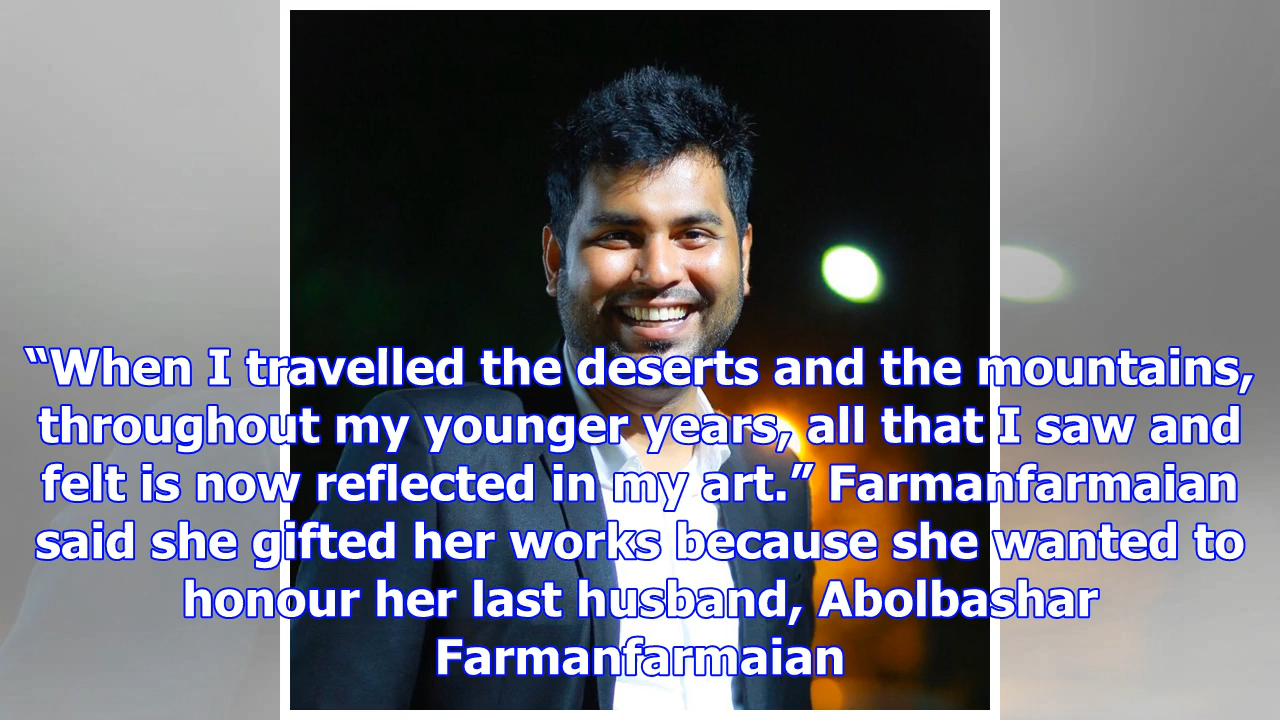 “When I travelled the deserts and the mountains,
throughout my younger years, all that I saw and
felt is now reflected in my art.” Farmanfarmaian
said she gifted her works because she wanted to
honour her last husband, Abolbashar
Farmanfarmaian